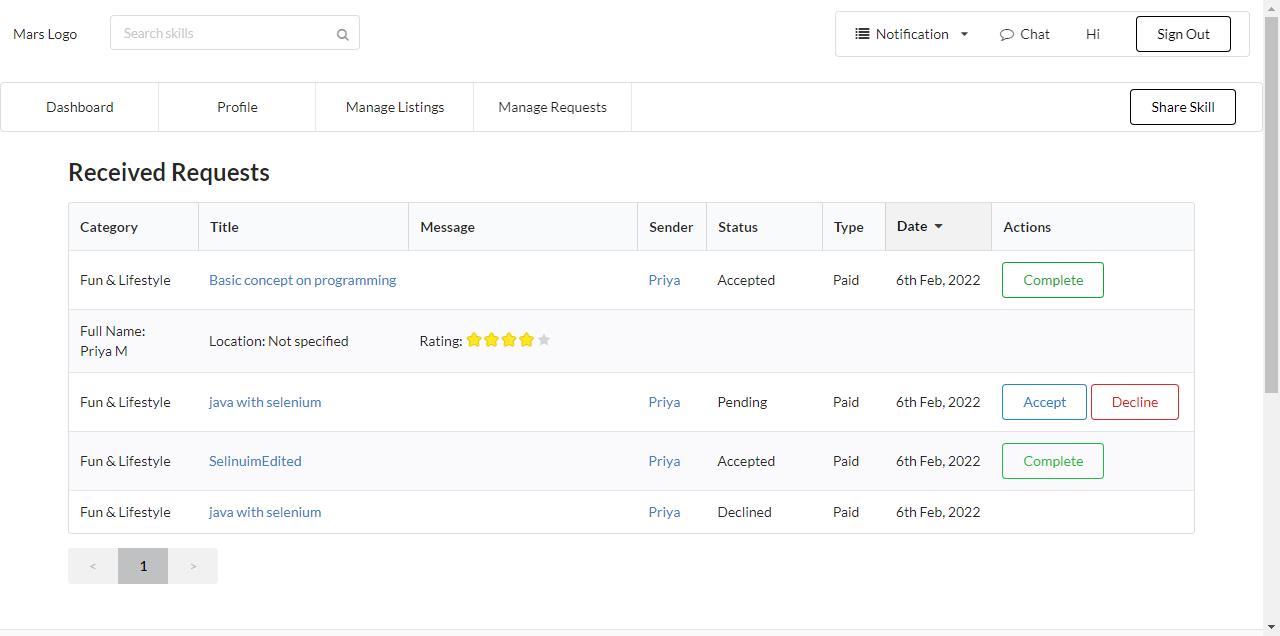 Mars Logo
Search skills
Notification
Chat
Hi
Sign Out
Dashboard
Profile
Manage Listings
Manage Requests
Share Skill
Received Requests
Category Title Message Sender Status Type Date Actions
Fun & Lifestyle Basic concept on programming Priya Accepted Paid 6th Feb, 2022 Complete
Full Name:
Priya M
Location: Not specified
Rating:
Fun & Lifestyle java with selenium Priya Pending Paid 6th Feb, 2022 Accept Decline
Fun & Lifestyle SelinuimEdited Priya Accepted Paid 6th Feb, 2022 Complete
Fun & Lifestyle java with selenium Priya Declined Paid 6th Feb, 2022
< 1 >